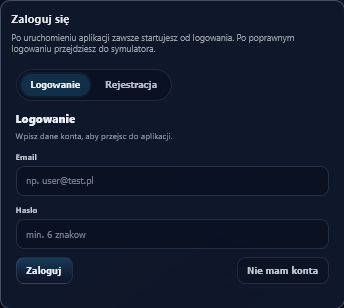 Zaloguj się
Po uruchomieniu aplikacji zawsze startujesz od logowania. Po poprawnym
logowaniu przejdziesz do symulatora.
Logowanie
Rejestracja
Logowanie
Wpisz dane konta, aby przejsc do aplikacji.
Email
np. user@test.pl
Haslo
min. 6 znakow
Zaloguj
Nie mam konta